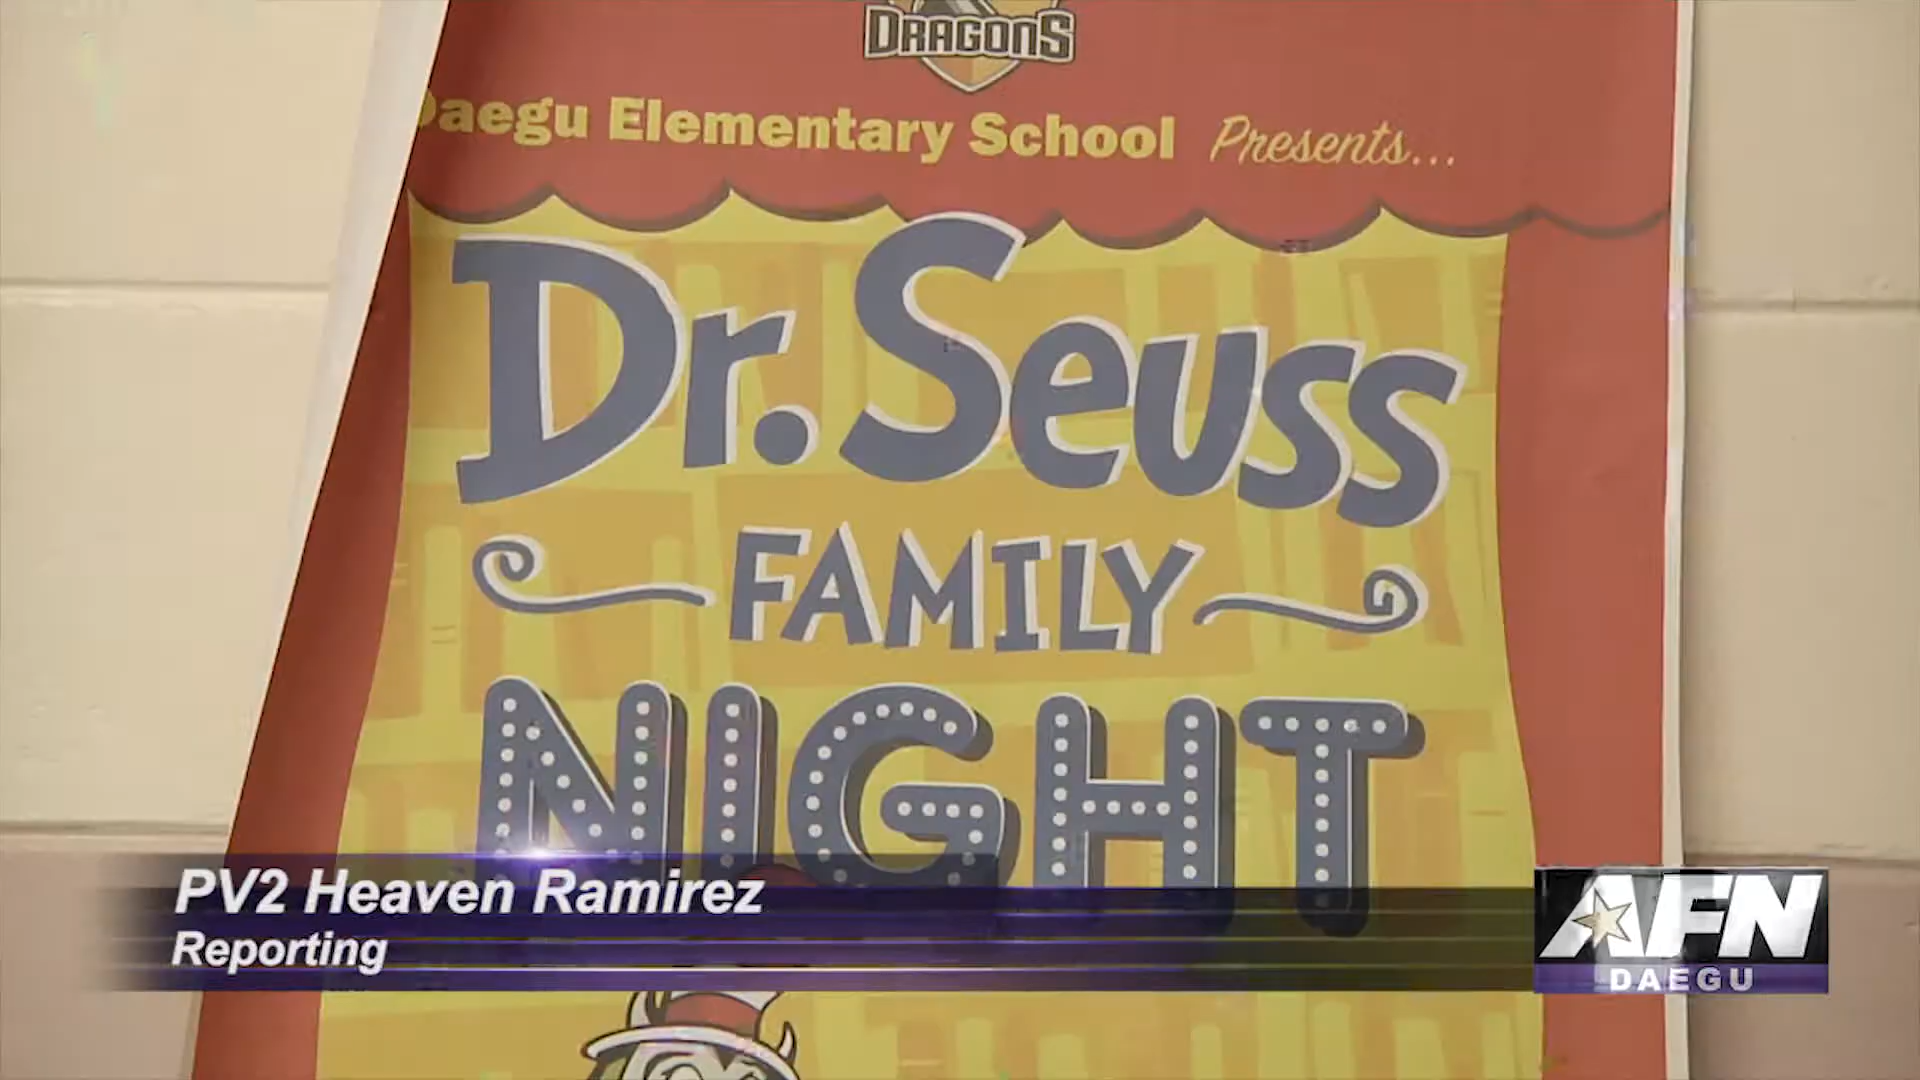 DRAGONS
Daegu Elementary School Presents...
Dr. Seuss
FAMILY
NIGHT
PV2 Heaven Ramirez
Reporting
AFN
DAEGU